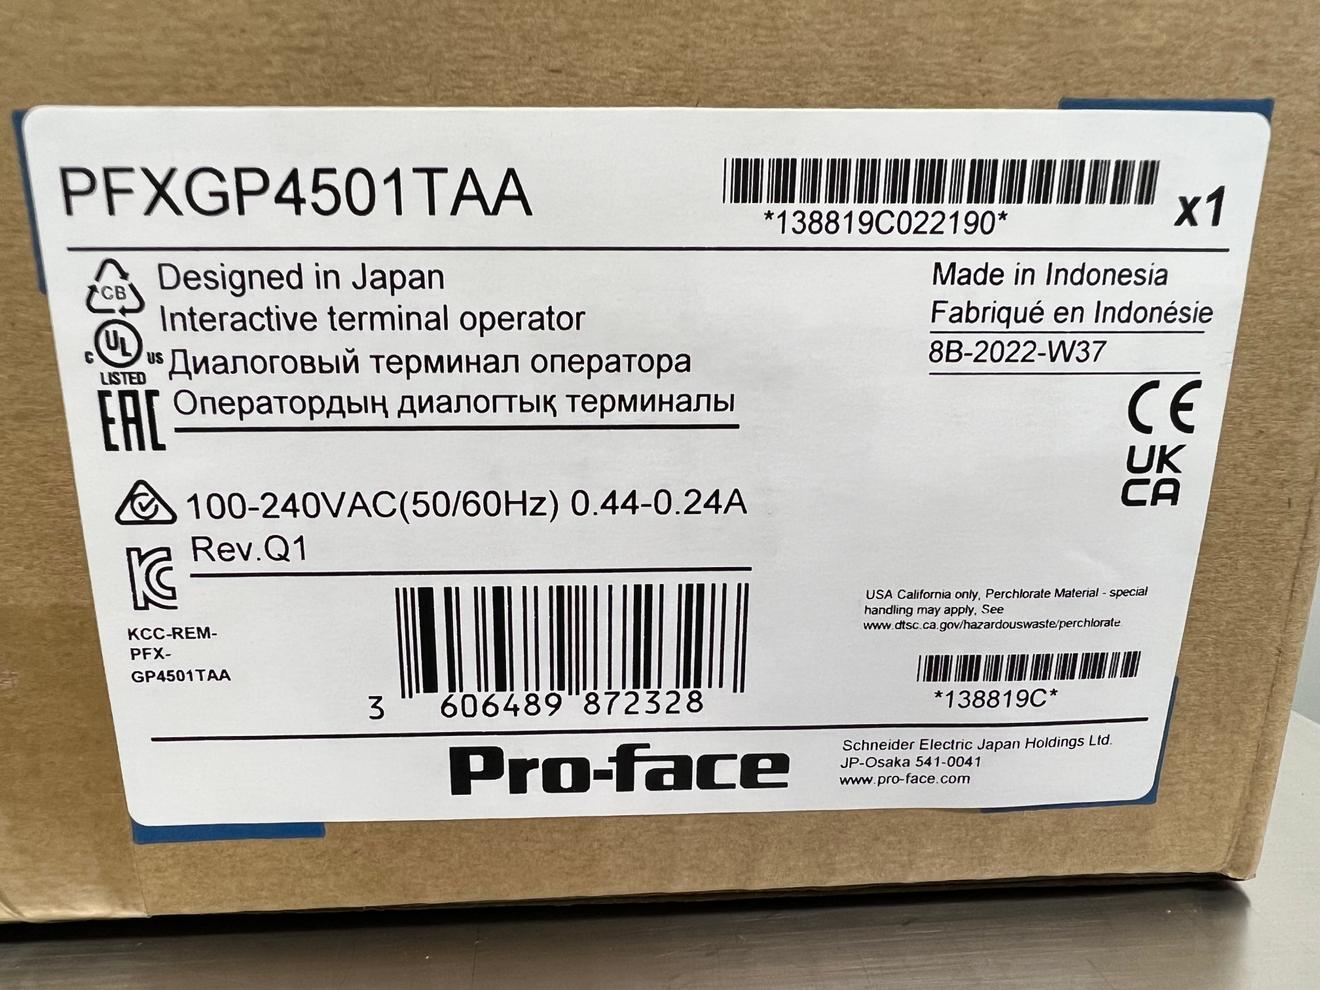 PFXGP4501TAA
*138819C022190*
x1
CB
Designed in Japan
Interactive terminal operator
Диалоговый терминал оператора
Оператордың диалогтық терминалы
C UL US
LISTED
EAC
Made in Indonesia
Fabriqué en Indonésie
8B-2022-W37
CE
UK
CA
100-240VAC(50/60Hz) 0.44-0.24A
Rev.Q1
KC
KCC-REM-
PFX-
GP4501TAA
3 606489 872328
USA California only, Perchlorate Material - special
handling may apply, See
www.dtsc.ca.gov/hazardouswaste/perchlorate
*138819C*
Pro-face
Schneider Electric Japan Holdings Ltd.
JP-Osaka 541-0041
www.pro-face.com